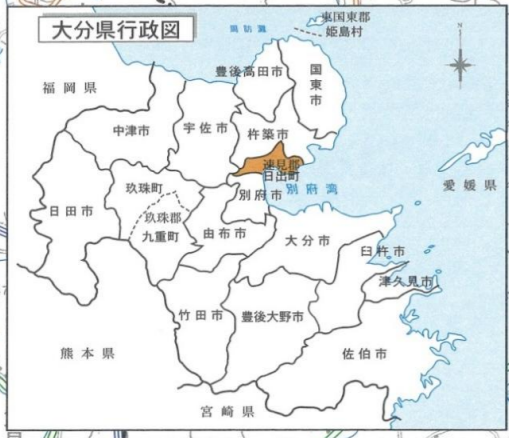 大分県行政図
周防灘
東国東郡
姫島村
福岡県
豊後高田市
国東市
中津市
宇佐市
杵築市
速見郡
日出町
玖珠町
別府市
別府湾
愛媛県
日田市
玖珠郡
九重町
由布市
大分市
臼杵市
津久見市
竹田市
豊後大野市
熊本県
佐伯市
宮崎県
N